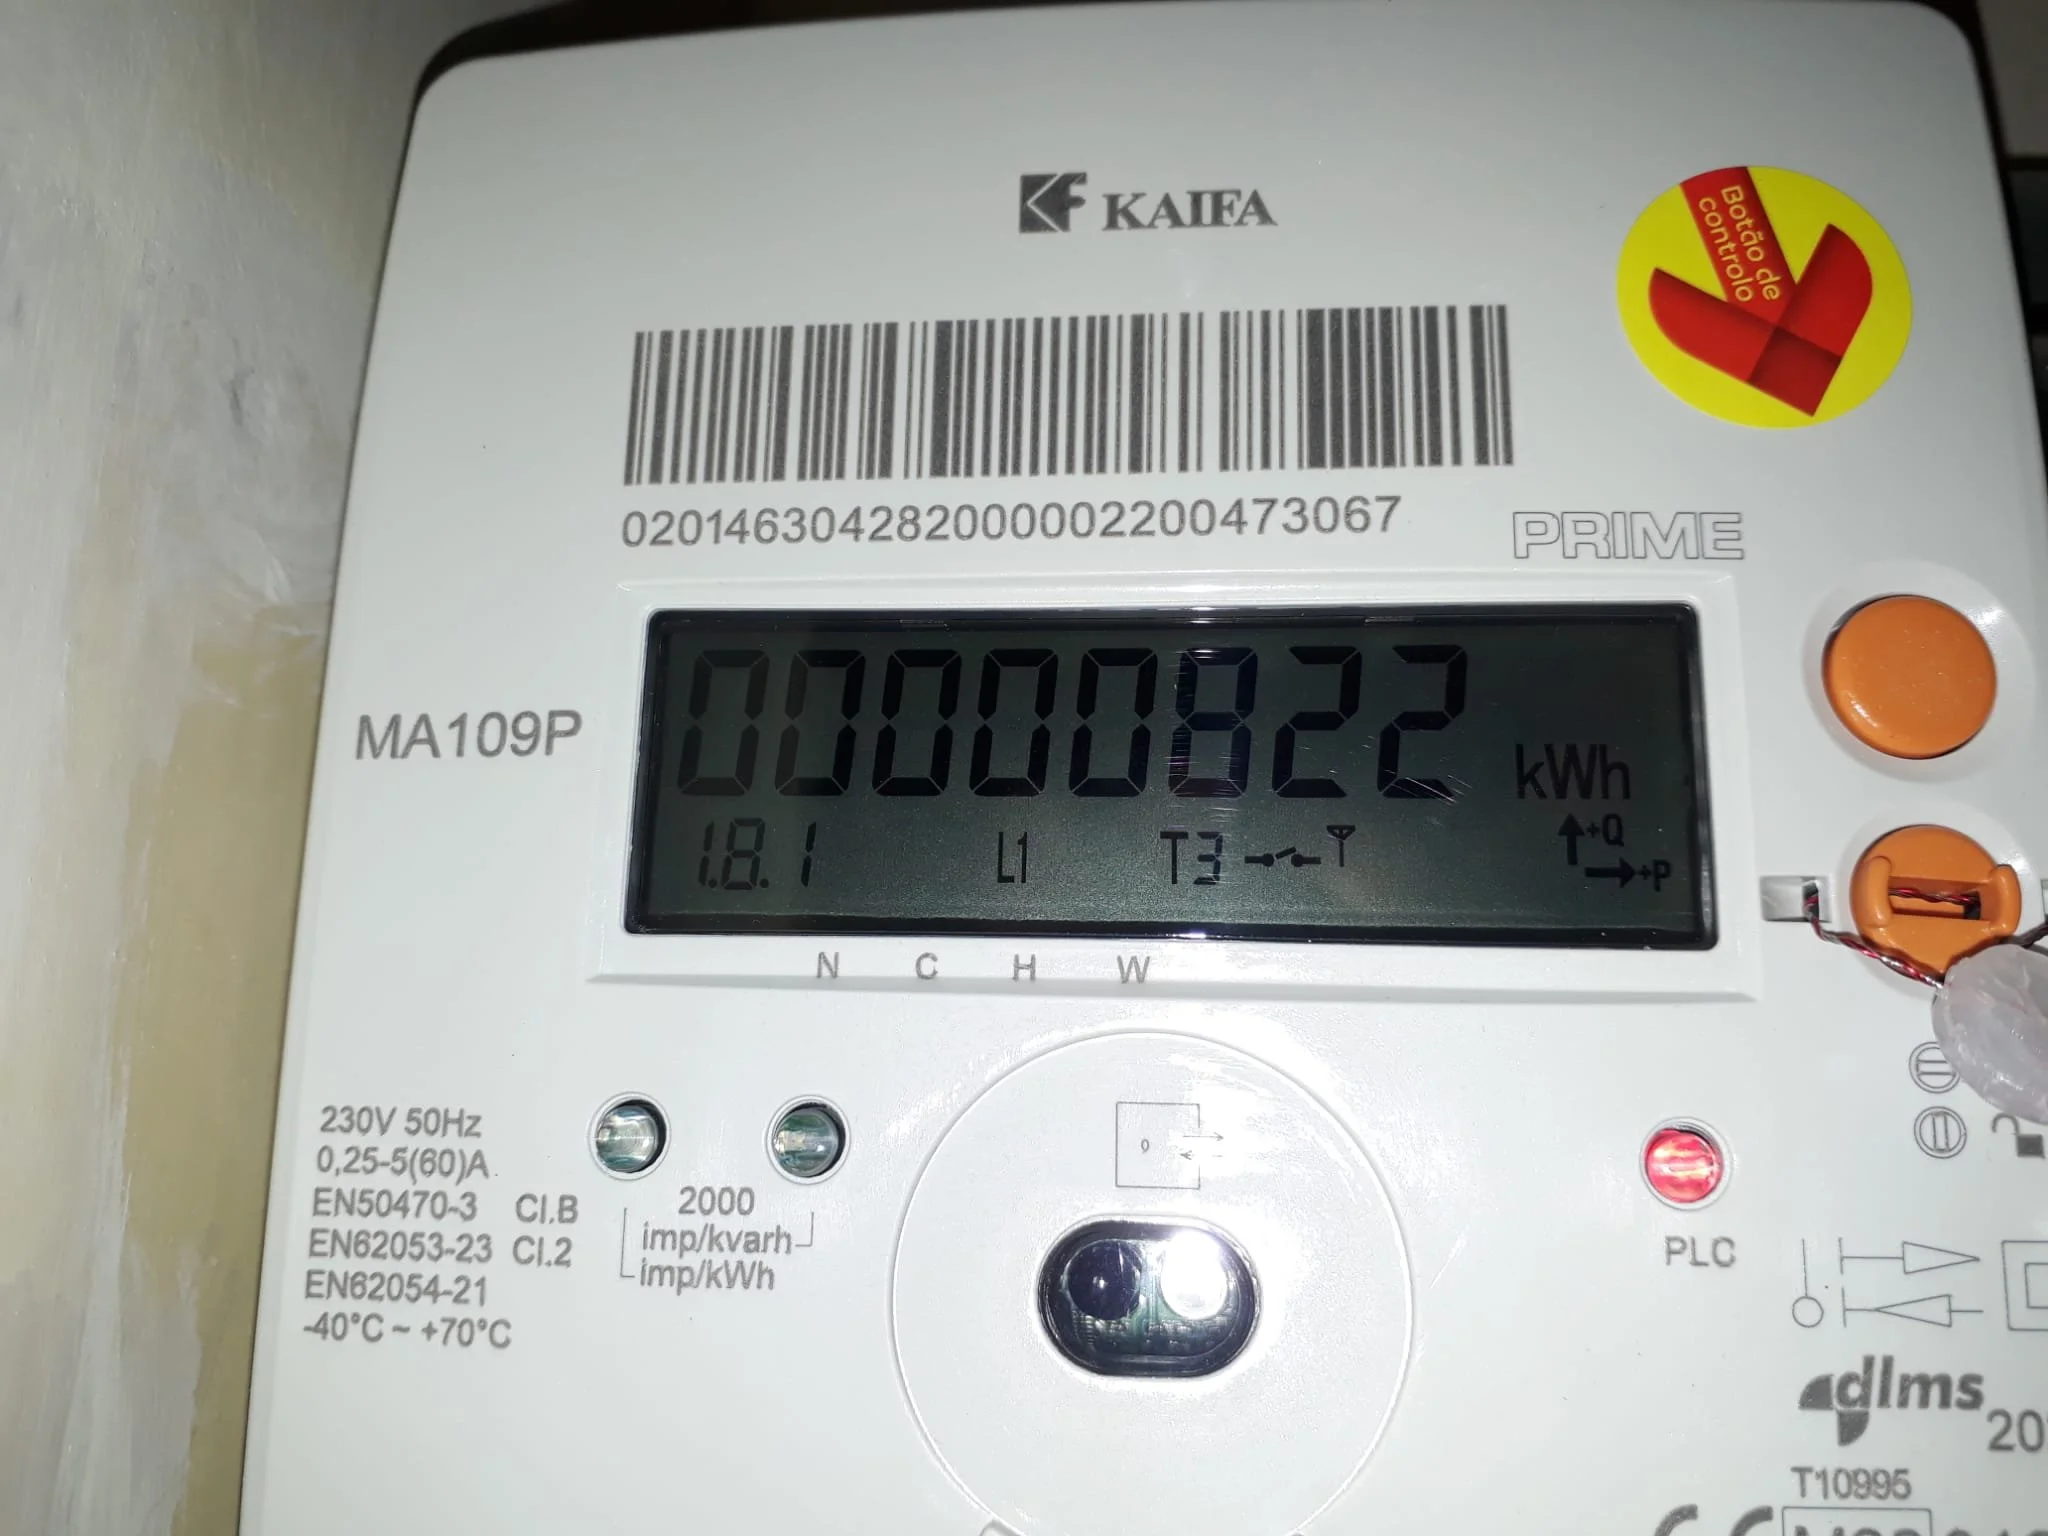 KAIFA
Botão de
controlo
0201463042820000002200473067
PRIME
MA109P
00000822
kWh
1.8.1 L1 T3
+Q
+P
N C H W
230V 50Hz
0,25-5(60)A
EN50470-3 Cl.B
EN62053-23 Cl.2
EN62054-21
-40°C ~ +70°C
2000
imp/kvarh
imp/kWh
9
PLC
dlms
T10995